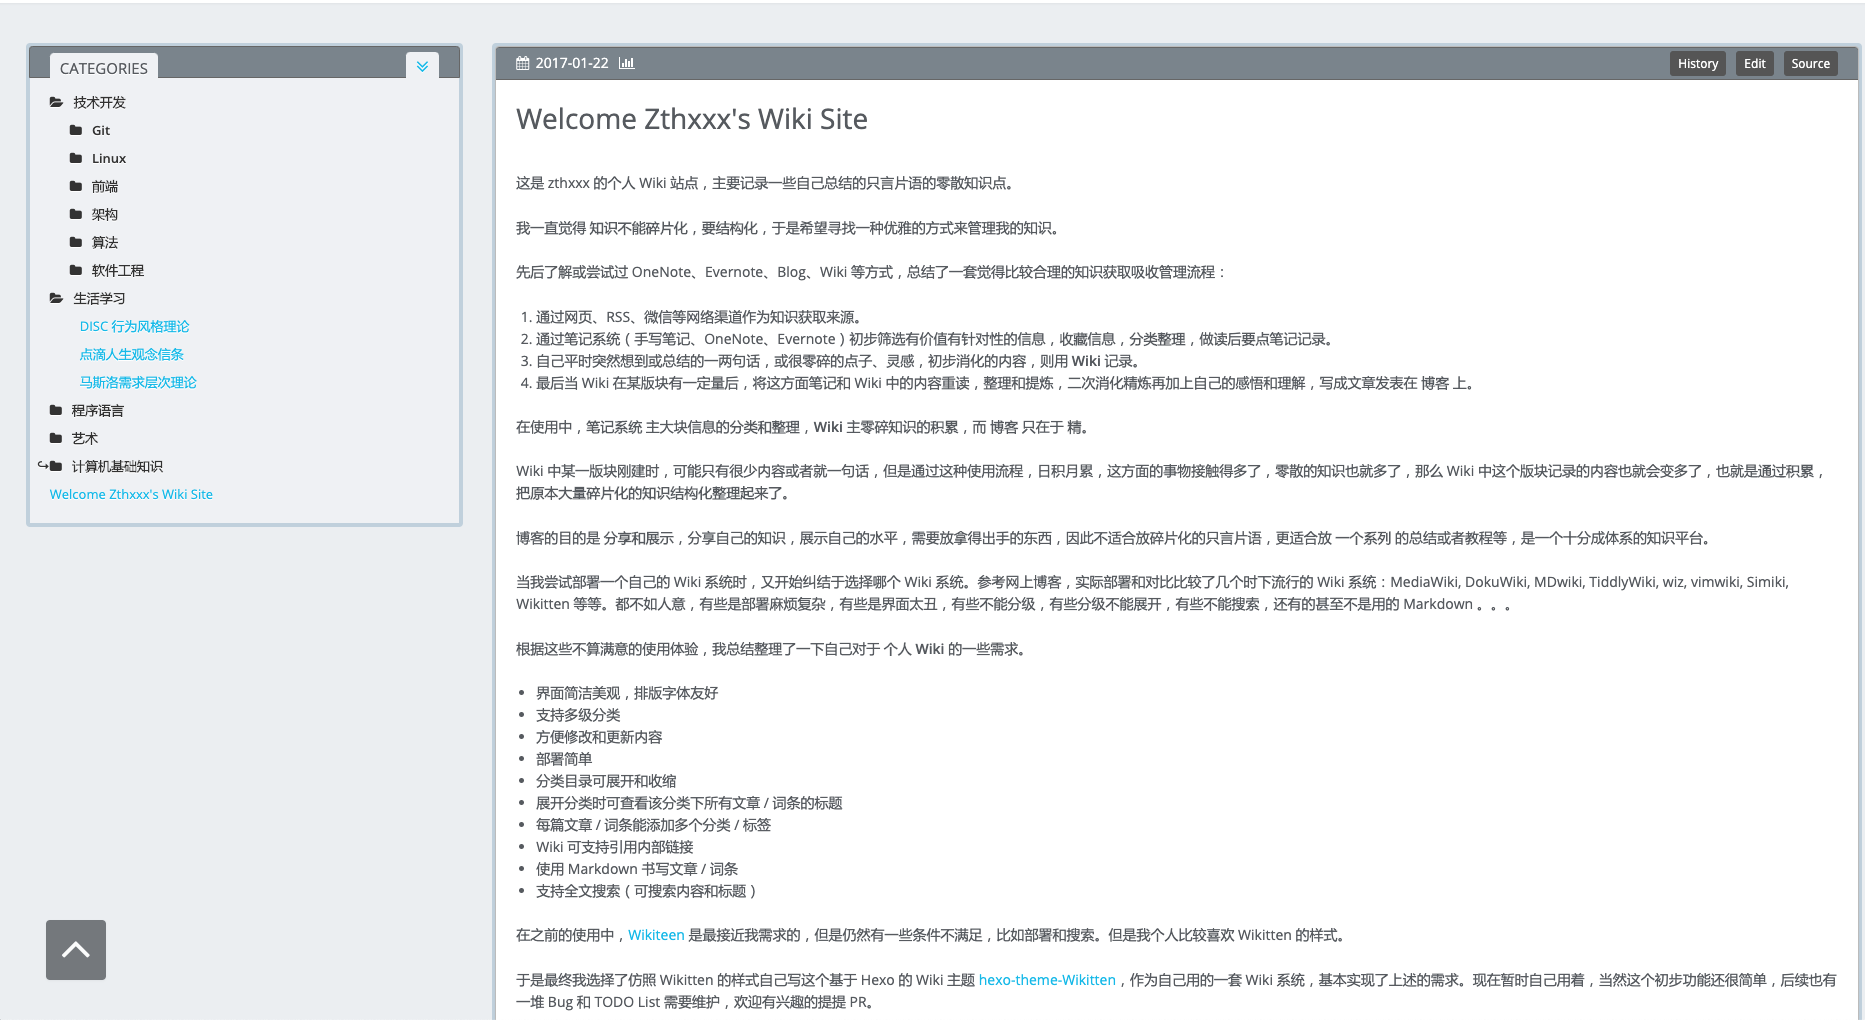 CATEGORIES
技术开发
Git
Linux
前端
架构
算法
软件工程
生活学习
DISC 行为风格理论
点滴人生观念信条
马斯洛需求层次理论
程序语言
艺术
计算机基础知识
Welcome Zthxxx's Wiki Site
2017-01-22
History Edit Source
Welcome Zthxxx's Wiki Site
这是 zthxxx 的个人 Wiki 站点，主要记录一些自己总结的只言片语的零散知识点。
我一直觉得 知识不能碎片化，要结构化，于是希望寻找一种优雅的方式来管理我的知识。
先后了解或尝试过 OneNote、Evernote、Blog、Wiki 等方式，总结了一套觉得比较合理的知识获取吸收管理流程：
1. 通过网页、RSS、微信等网络渠道作为知识获取来源。
2. 通过笔记系统（手写笔记、OneNote、Evernote）初步筛选有价值有针对性的信息，收藏信息，分类整理，做读后要点笔记记录。
3. 自己平时突然想到或总结的一两句话，或很零碎的点子、灵感，初步消化的内容，则用 Wiki 记录。
4. 最后当 Wiki 在某版块有一定量后，将这方面笔记和 Wiki 中的内容重读，整理和提炼，二次消化精炼再加上自己的感悟和理解，写成文章发表在 博客 上。
在使用中，笔记系统 主大块信息的分类和整理，Wiki 主零碎知识的积累，而 博客 只在于 精。
Wiki 中某一版块刚建时，可能只有很少内容或者就一句话，但是通过这种使用流程，日积月累，这方面的事物接触得多了，零散的知识也就多了，那么 Wiki 中这个版块记录的内容也就会变多了，也就是通过积累，
把原本大量碎片化的知识结构化整理起来了。
博客的目的是 分享和展示，分享自己的知识，展示自己的水平，需要放拿得出手的东西，因此不适合放碎片化的只言片语，更适合放 一个系列 的总结或者教程等，是一个十分成体系的知识平台。
当我尝试部署一个自己的 Wiki 系统时，又开始纠结于选择哪个 Wiki 系统。参考网上博客，实际部署和对比比较了几个时下流行的 Wiki 系统：MediaWiki, DokuWiki, MDwiki, TiddlyWiki, wiz, vimwiki, Simiki,
Wikitten 等等。都不如人意，有些是部署麻烦复杂，有些是界面太丑，有些不能分级，有些分级不能展开，有些不能搜索，还有的甚至不是用的 Markdown 。。。
根据这些不算满意的使用体验，我总结整理了一下自己对于 个人 Wiki 的一些需求。
• 界面简洁美观，排版字体友好
• 支持多级分类
• 方便修改和更新内容
• 部署简单
• 分类目录可展开和收缩
• 展开分类时可查看该分类下所有文章 / 词条的标题
• 每篇文章 / 词条能添加多个分类 / 标签
• Wiki 可支持引用内部链接
• 使用 Markdown 书写文章 / 词条
• 支持全文搜索（可搜索内容和标题）
在之前的使用中，Wikiteen 是最接近我需求的，但是仍然有一些条件不满足，比如部署和搜索。但是我个人比较喜欢 Wikitten 的样式。
于是最终我选择了仿照 Wikitten 的样式自己写这个基于 Hexo 的 Wiki 主题 hexo-theme-Wikitten，作为自己用的一套 Wiki 系统，基本实现了上述的需求。现在暂时自己用着，当然这个初步功能还很简单，后续也有
一堆 Bug 和 TODO List 需要维护，欢迎有兴趣的提提 PR。